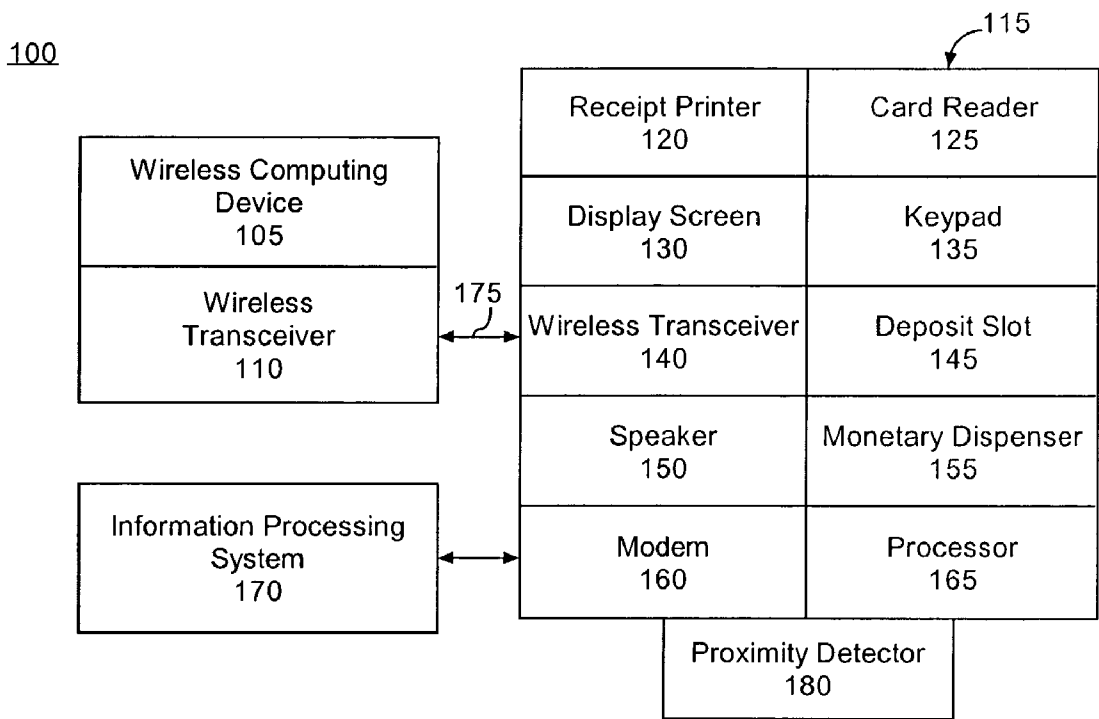 100
115
Receipt Printer
120
Card Reader
125
Wireless Computing
Device
105
Display Screen
130
Keypad
135
Wireless
Transceiver
110
175
Wireless Transceiver
140
Deposit Slot
145
Speaker
150
Monetary Dispenser
155
Information Processing
System
170
Modem
160
Processor
165
Proximity Detector
180